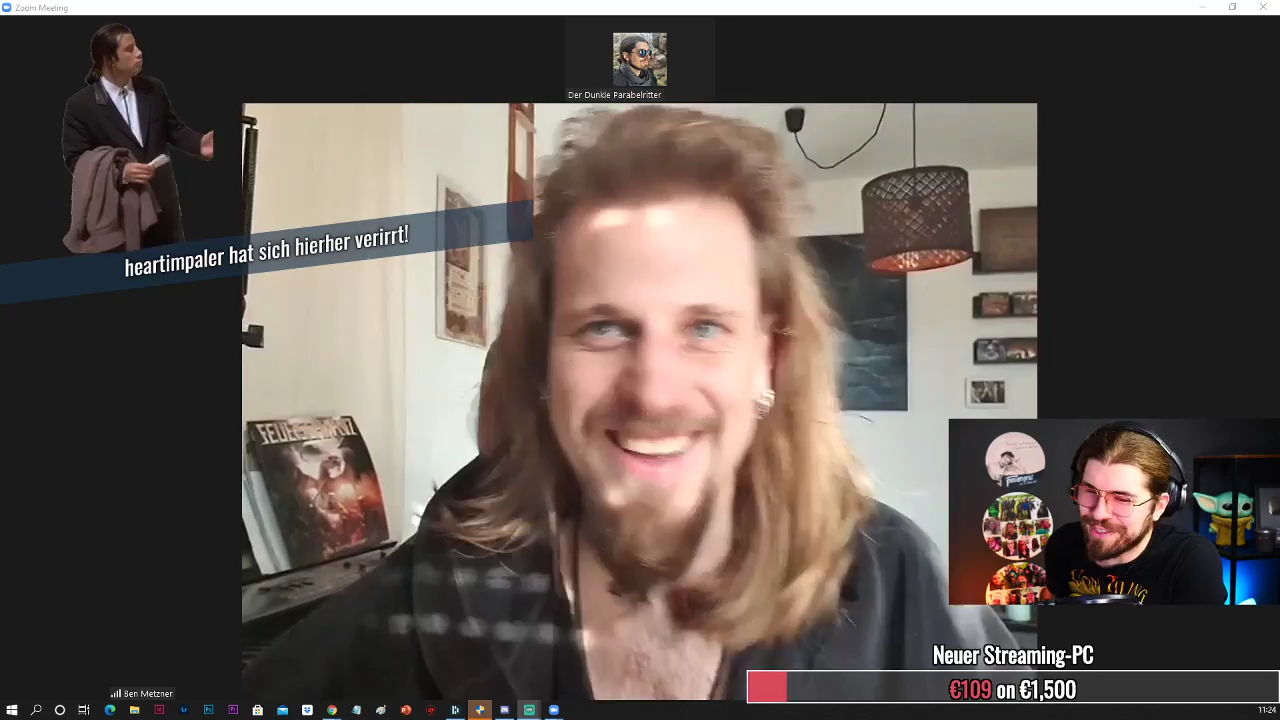 Zoom Meeting
Der Dunkle Parabelritter
heartimpaler hat sich hierher verirrt!
Neuer Streaming-PC
€109 on €1,500
Ben Metzner
11:24